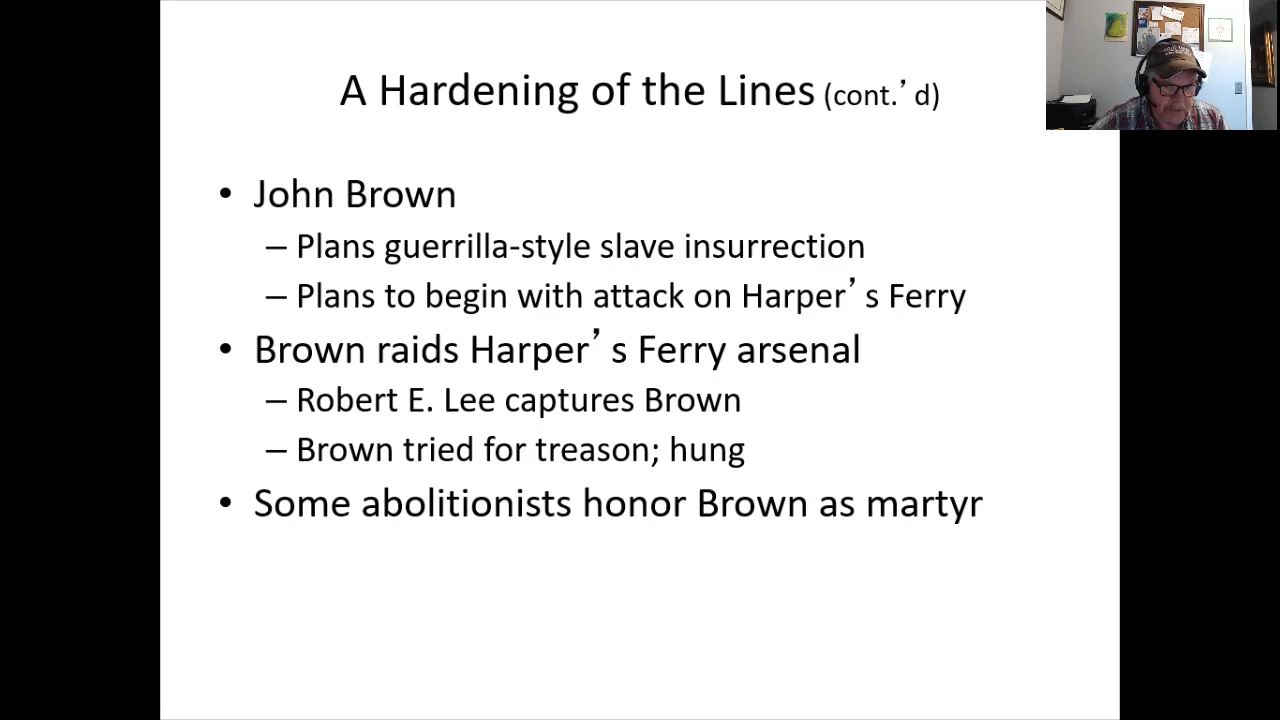 A Hardening of the Lines (cont.’d)
• John Brown
– Plans guerrilla-style slave insurrection
– Plans to begin with attack on Harper’s Ferry
• Brown raids Harper’s Ferry arsenal
– Robert E. Lee captures Brown
– Brown tried for treason; hung
• Some abolitionists honor Brown as martyr